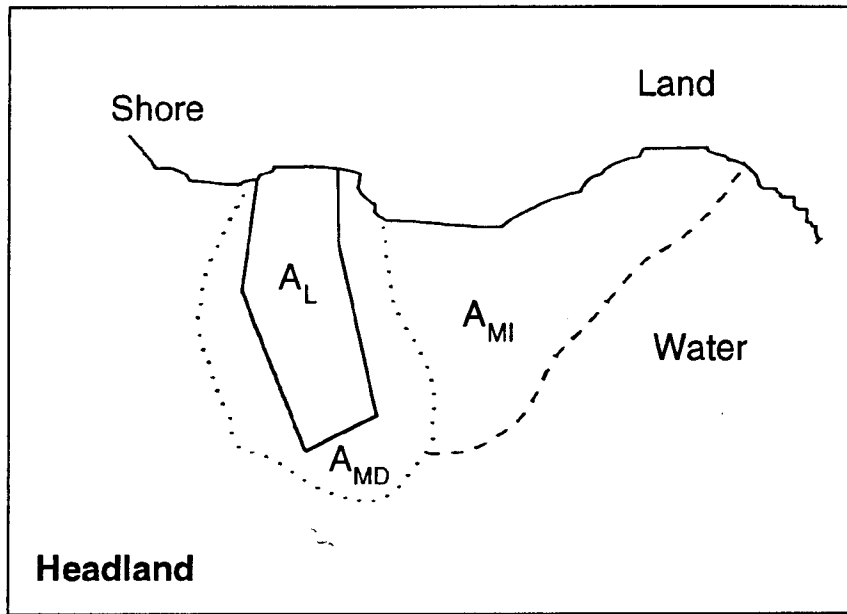 Land
Shore
A_L
A_MI
Water
A_MD
Headland